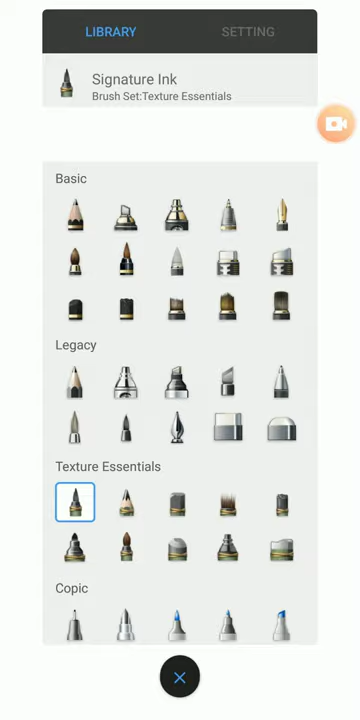 LIBRARY
SETTING
Signature Ink
Brush Set:Texture Essentials
Basic
Legacy
Texture Essentials
Copic